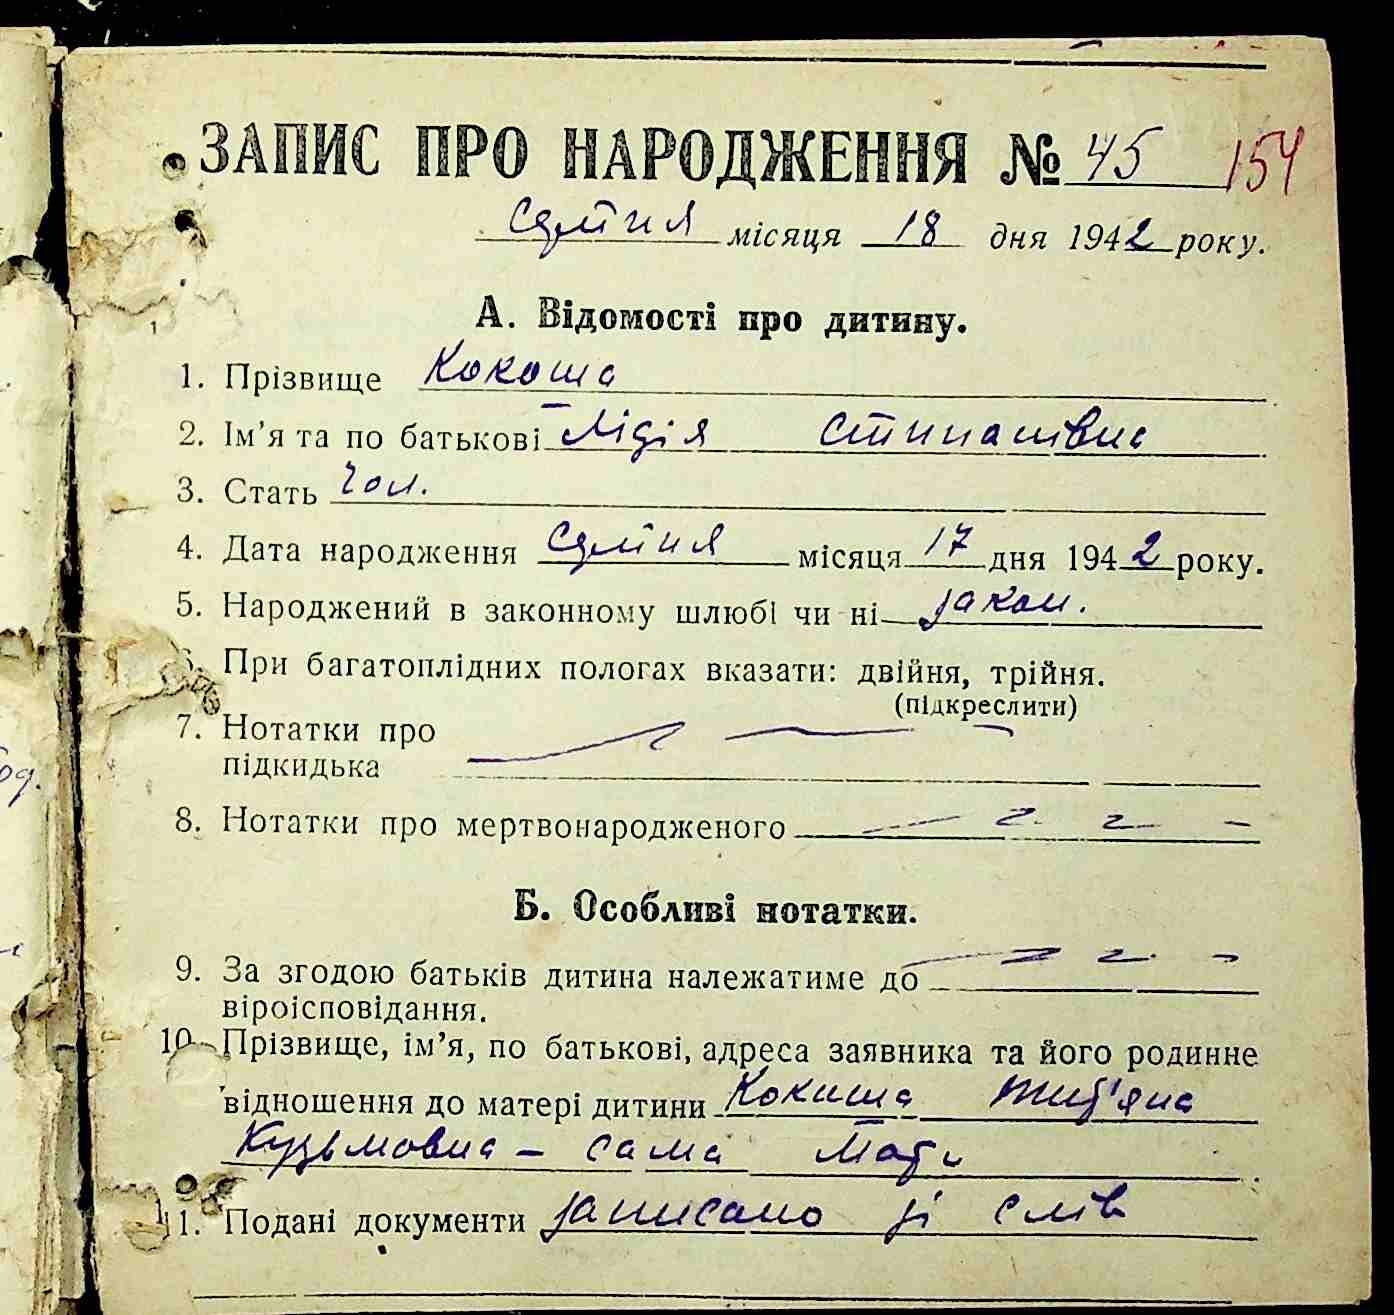 ЗАПИС ПРО НАРОДЖЕННЯ № 45 154
серпня місяця 18 дня 1942 року.
А. Відомості про дитину.
1. Прізвище Кокоша
2. Ім'я та по батькові Лідія Степанівна
3. Стать чол.
4. Дата народження серпня місяця 17 дня 1942 року.
5. Народжений в законному шлюбі чи ні закон.
6. При багатоплідних пологах вказати: двійня, трійня.
(підкреслити)
7. Нотатки про
підкидька
8. Нотатки про мертвонародженого
Б. Особливі нотатки.
9. За згодою батьків дитина належатиме до
віроісповідання.
10. Прізвище, ім'я, по батькові, адреса заявника та його родинне
відношення до матері дитини Кокоша
Кузьмовна – сама мати
11. Подані документи записано зі слів